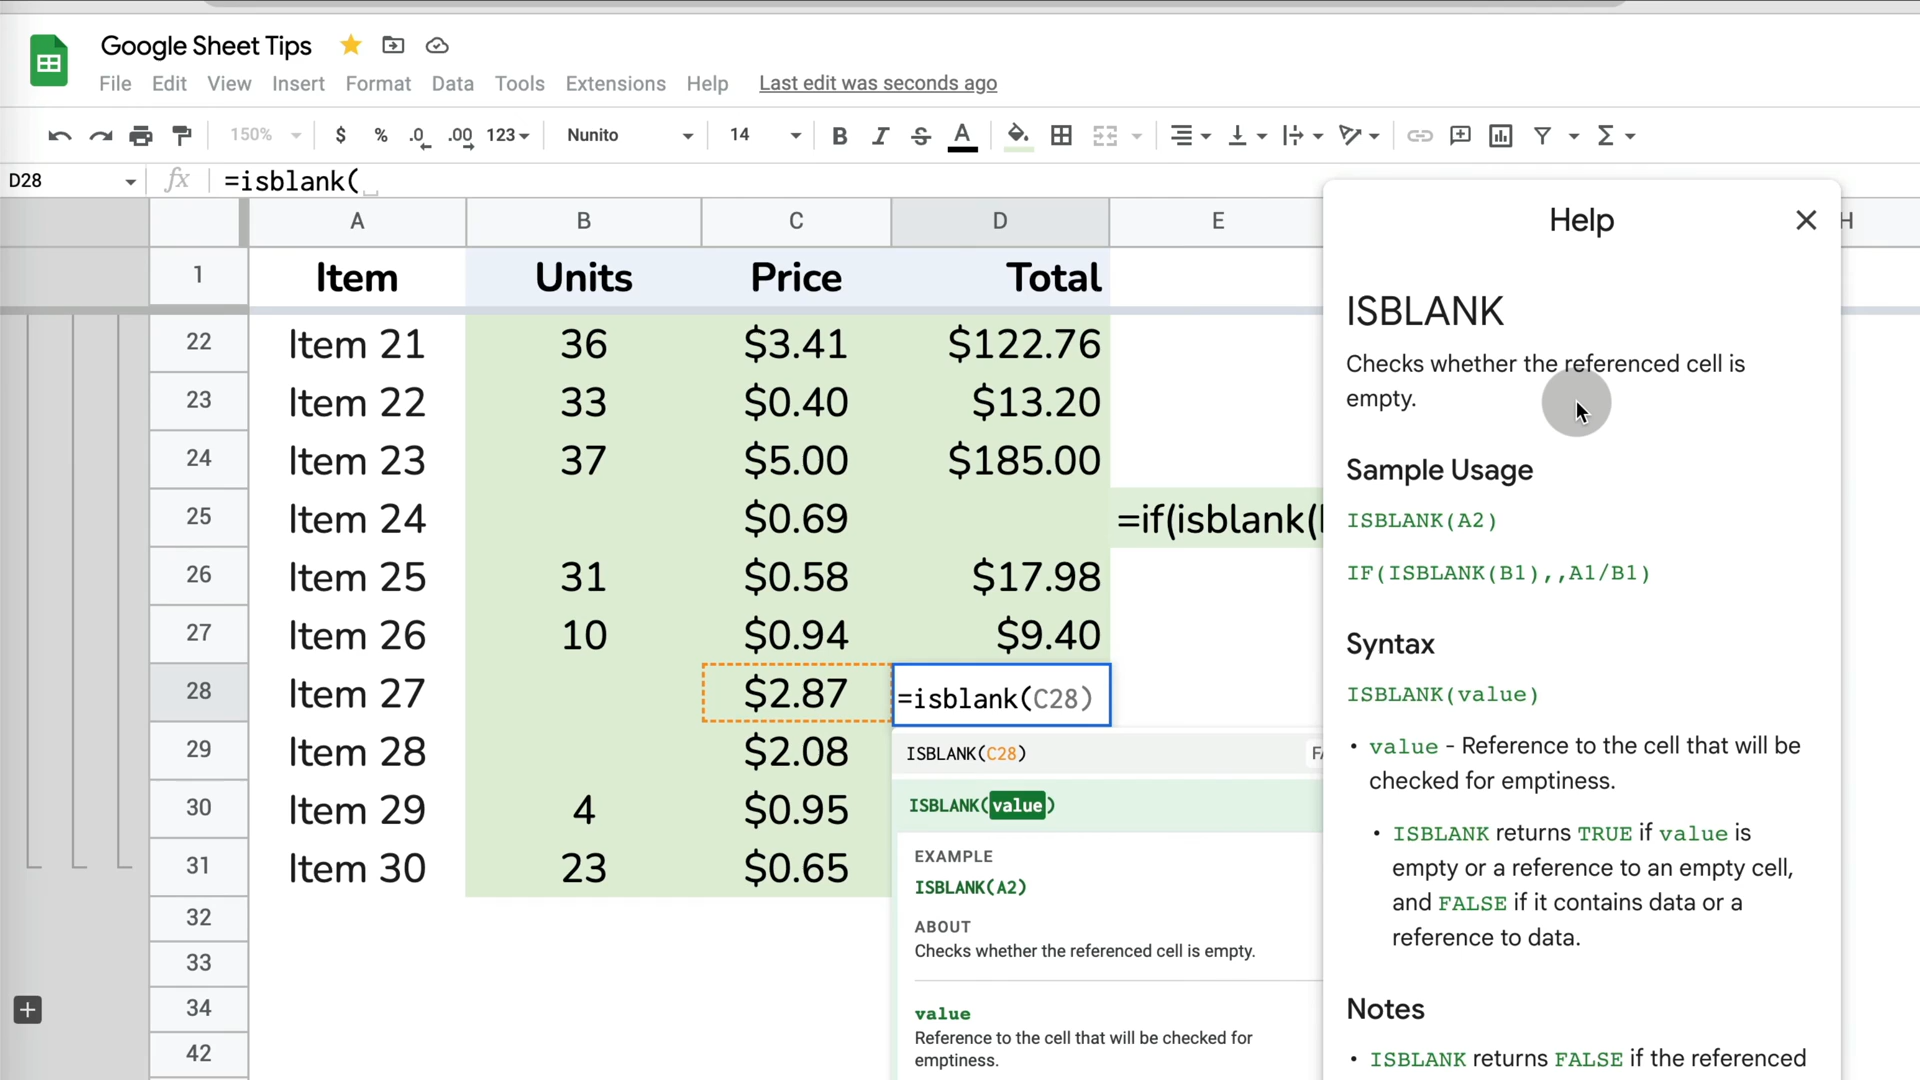 Google Sheet Tips
File Edit View Insert Format Data Tools Extensions Help Last edit was seconds ago
150% $ % .0 .00 123 Nunito 14 B I S A
D28 fx =isblank(
A B C D E H
1 Item Units Price Total
22 Item 21 36 $3.41 $122.76
23 Item 22 33 $0.40 $13.20
24 Item 23 37 $5.00 $185.00
25 Item 24 $0.69 =if(isblank(
26 Item 25 31 $0.58 $17.98
27 Item 26 10 $0.94 $9.40
28 Item 27 $2.87 =isblank(C28)
29 Item 28 $2.08
30 Item 29 4 $0.95
31 Item 30 23 $0.65
32
33
34
42
ISBLANK(C28)
ISBLANK(value)
EXAMPLE
ISBLANK(A2)
ABOUT
Checks whether the referenced cell is empty.
value
Reference to the cell that will be checked for
emptiness.
Help
ISBLANK
Checks whether the referenced cell is
empty.
Sample Usage
ISBLANK(A2)
IF(ISBLANK(B1),,A1/B1)
Syntax
ISBLANK(value)
• value - Reference to the cell that will be
checked for emptiness.
• ISBLANK returns TRUE if value is
empty or a reference to an empty cell,
and FALSE if it contains data or a
reference to data.
Notes
• ISBLANK returns FALSE if the referenced